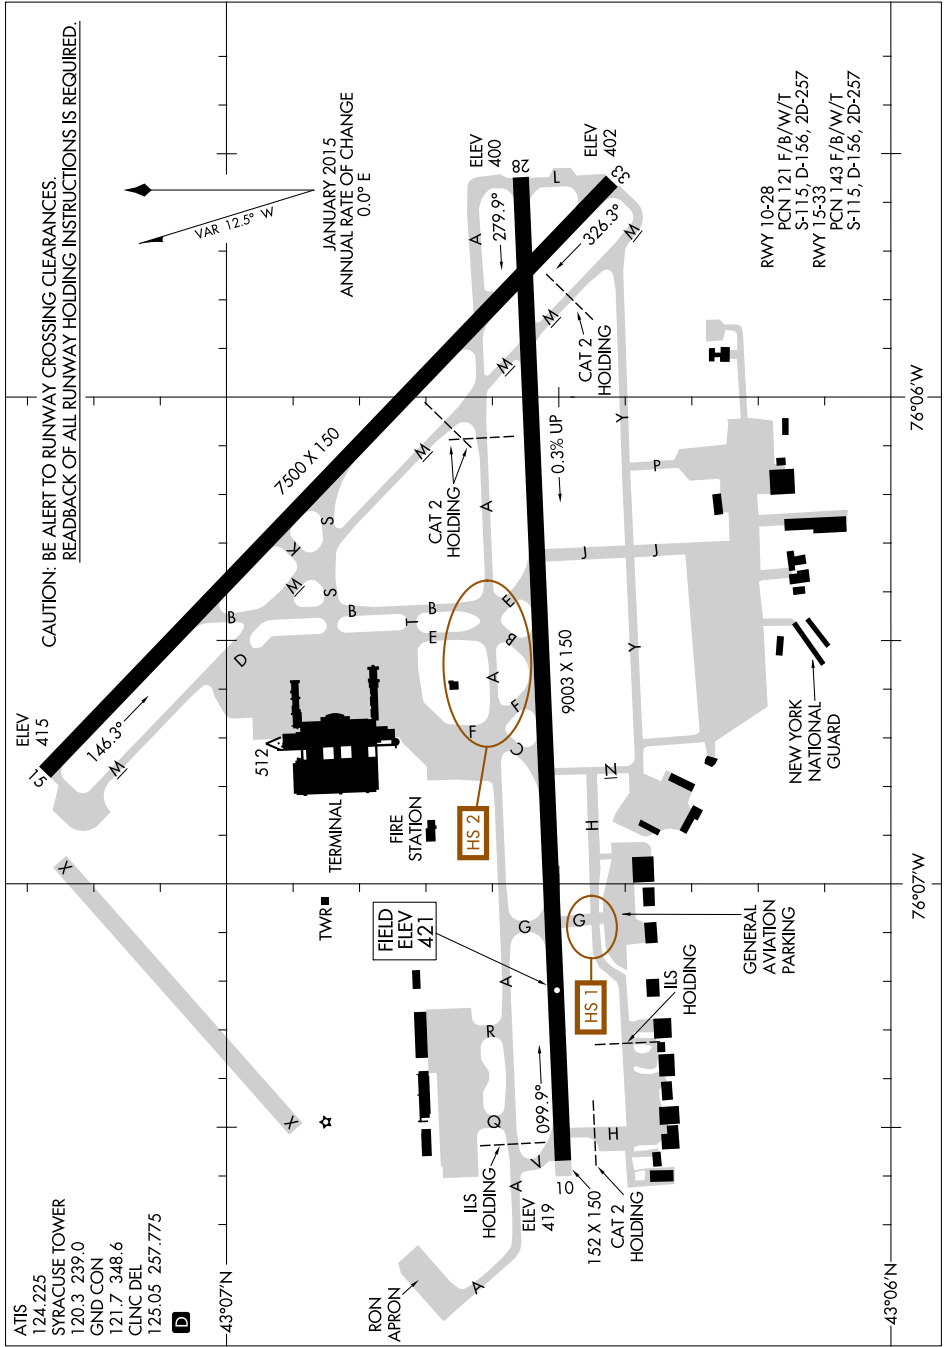 CAUTION: BE ALERT TO RUNWAY CROSSING CLEARANCES.
READBACK OF ALL RUNWAY HOLDING INSTRUCTIONS IS REQUIRED.
ATIS
124.225
SYRACUSE TOWER
120.3 239.0
GND CON
121.7 348.6
CLNC DEL
125.05 257.775
D
VAR 12.5° W
JANUARY 2015
ANNUAL RATE OF CHANGE
0.0° E
43°07'N
43°06'N
76°07'W
76°06'W
ELEV
415
15
146.3°
M
X
X
7500 X 150
D
B
M
K
S
S
B
B
T
E
512
TERMINAL
TWR
FIRE
STATION
FIELD
ELEV
421
HS 2
F
A
F
C
B
E
CAT 2
HOLDING
M
A
M
M
A
ELEV
400
28
279.9°
L
ELEV
402
33
326.3°
M
CAT 2
HOLDING
0.3% UP
9003 X 150
RON
APRON
A
A
Q
R
A
G
ILS
HOLDING
ELEV
419
V
10
099.9°
152 X 150
CAT 2
HOLDING
H
HS 1
G
H
N
ILS
HOLDING
GENERAL
AVIATION
PARKING
Y
J
J
Y
P
NEW YORK
NATIONAL
GUARD
RWY 10-28
PCN 121 F/B/W/T
S-115, D-156, 2D-257
RWY 15-33
PCN 143 F/B/W/T
S-115, D-156, 2D-257